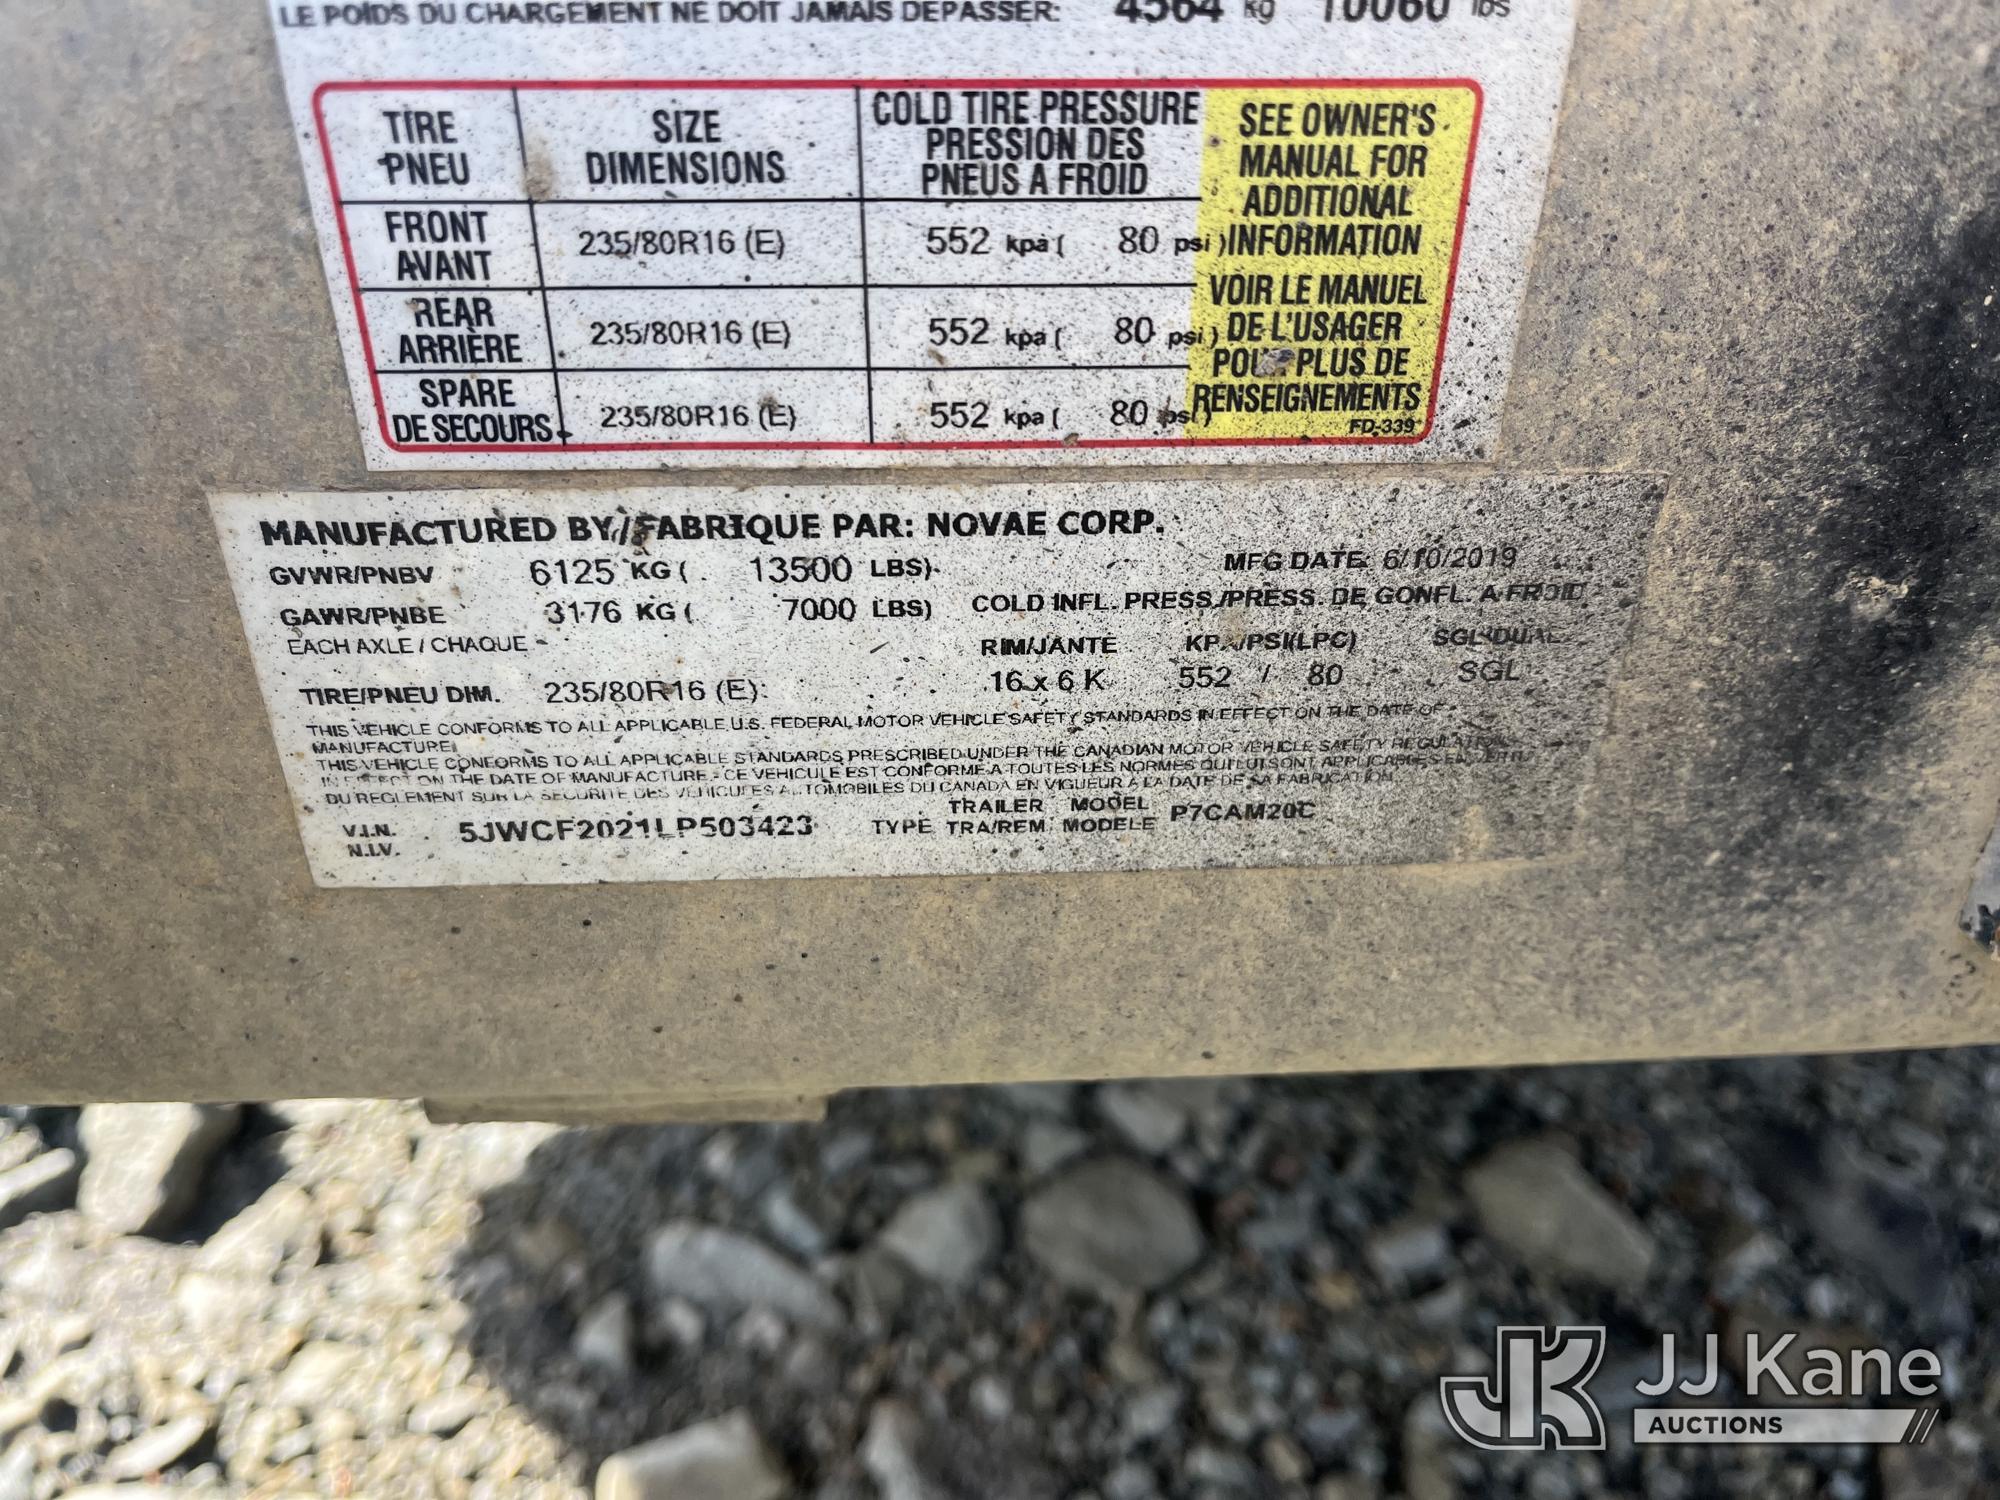 LE POIDS DU CHARGEMENT NE DOIT JAMAIS DÉPASSER: 4564 kg 10060 lbs
TIRE PNEU SIZE DIMENSIONS COLD TIRE PRESSURE PRESSION DES PNEUS A FROID
FRONT AVANT 235/80R16 (E) 552 kpa ( 80 psi )
REAR ARRIÈRE 235/80R16 (E) 552 kpa ( 80 psi )
SPARE DE SECOURS 235/80R16 (E) 552 kpa ( 80 psi )
SEE OWNER'S
MANUAL FOR
ADDITIONAL
INFORMATION
VOIR LE MANUEL
DE L'USAGER
POUR PLUS DE
RENSEIGNEMENTS
FD-339
MANUFACTURED BY/FABRIQUE PAR: NOVAE CORP.
GVWR/PNBV 6125 KG ( 13500 LBS) MFG DATE: 6/10/2019
GAWR/PNBE 3176 KG ( 7000 LBS) COLD INFL. PRESS./PRESS. DE GONFL. A FROID
EACH AXLE / CHAQUE RIM/JANTE KPA/PSI(LPC) SGL/DUAL
TIRE/PNEU DIM. 235/80R16 (E) 16 x 6 K 552 / 80 SGL
THIS VEHICLE CONFORMS TO ALL APPLICABLE U.S. FEDERAL MOTOR VEHICLE SAFETY STANDARDS IN EFFECT ON THE DATE OF
MANUFACTURE
THIS VEHICLE CONFORMS TO ALL APPLICABLE STANDARDS PRESCRIBED UNDER THE CANADIAN MOTOR VEHICLE SAFETY REGULATIONS
IN EFFECT ON THE DATE OF MANUFACTURE - CE VEHICULE EST CONFORME A TOUTES LES NORMES QUI LUI SONT APPLICABLES EN VERTU
DU REGLEMENT SUR LA SECURITE DES VEHICULES AUTOMOBILES DU CANADA EN VIGUEUR A LA DATE DE SA FABRICATION
V.I.N. N.I.V. 5JWCF2021LP503423 TYPE TRAILER TRA/REM MODEL MODELE P7CAM20C
JK JJ Kane
AUCTIONS